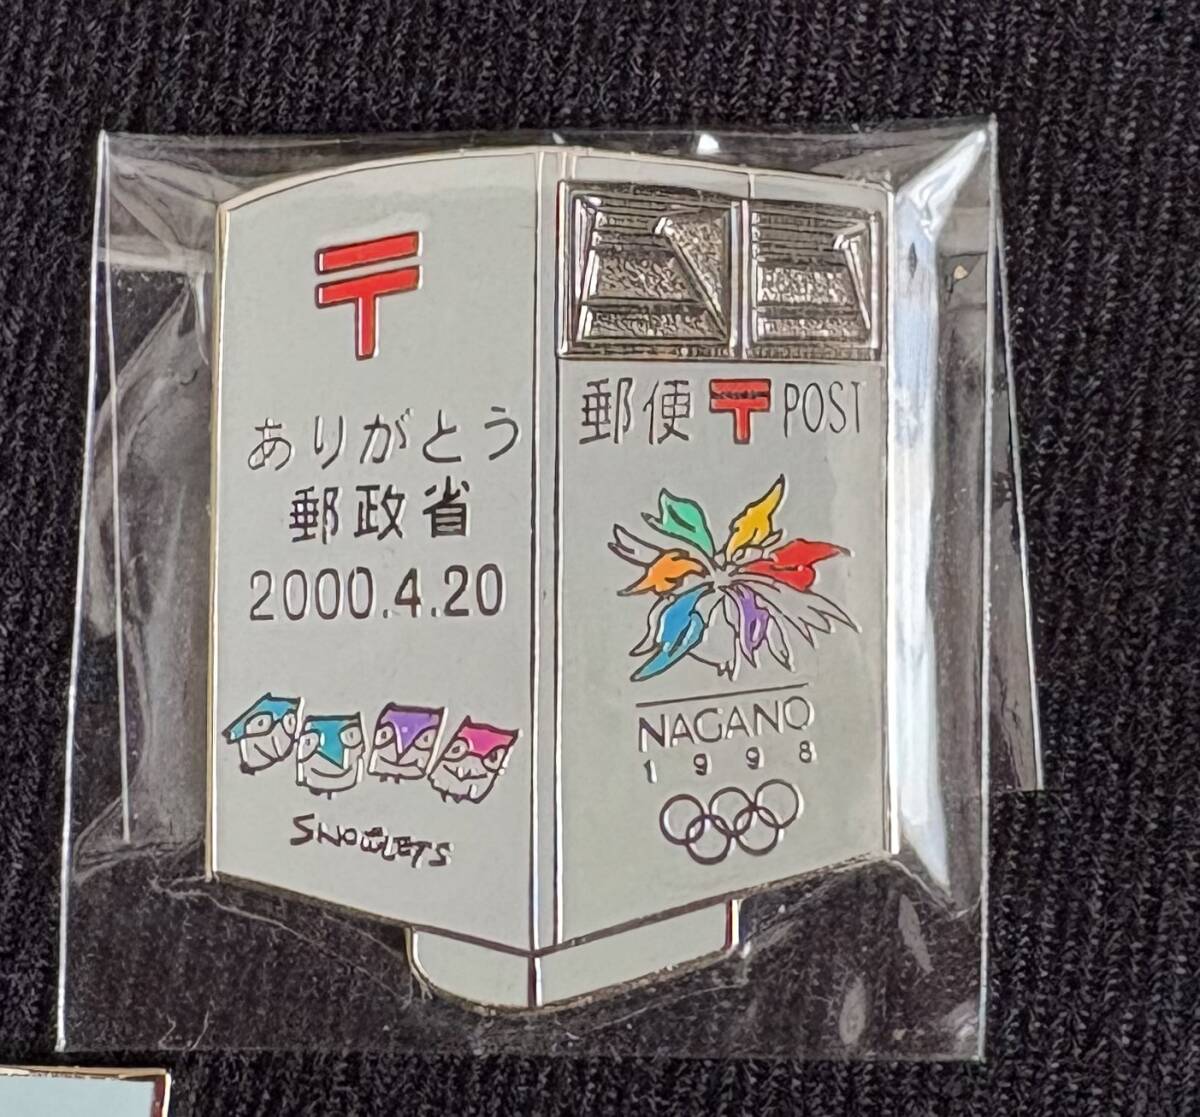 〒
ありがとう
郵政省
2000.4.20
SNOWLETS
郵便〒POST
NAGANO
1998